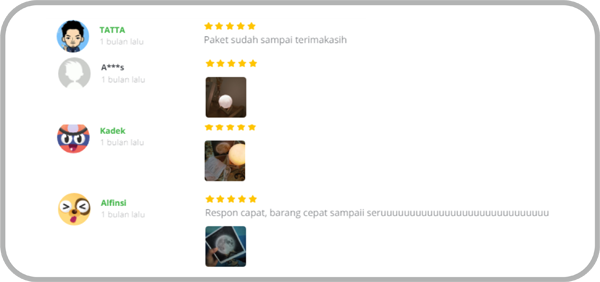 TATTA
1 bulan lalu
Paket sudah sampai terimakasih
A***s
1 bulan lalu
Kadek
1 bulan lalu
Alfinsi
1 bulan lalu
Respon capat, barang cepat sampaii seruuuuuuuuuuuuuuuuuuuuuuuuuuuuu